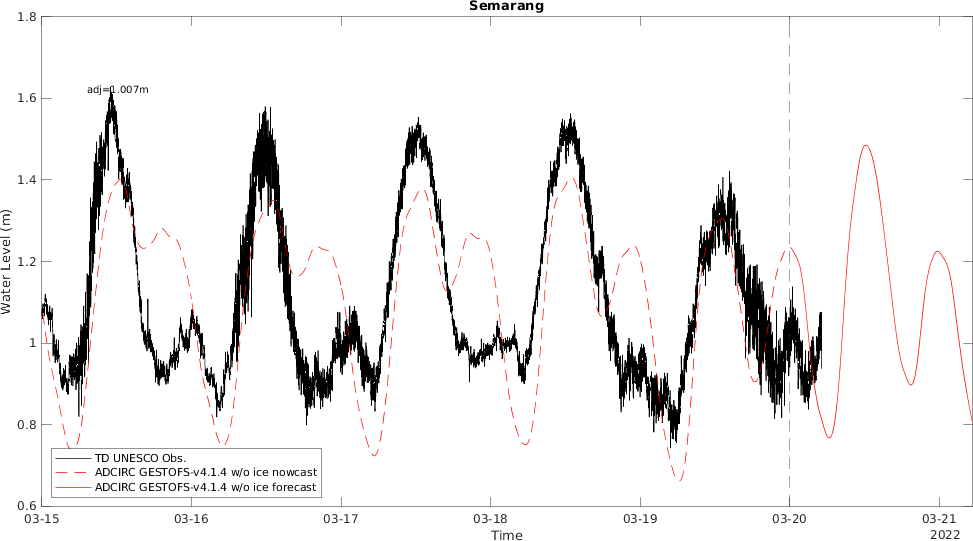 Semarang
1.8
1.6
1.4
1.2
1
0.8
0.6
Water Level (m)
adj=1.007m
TD UNESCO Obs.
ADCIRC GESTOFS-v4.1.4 w/o ice nowcast
ADCIRC GESTOFS-v4.1.4 w/o ice forecast
03-15 03-16 03-17 03-18 03-19 03-20 03-21
Time
2022